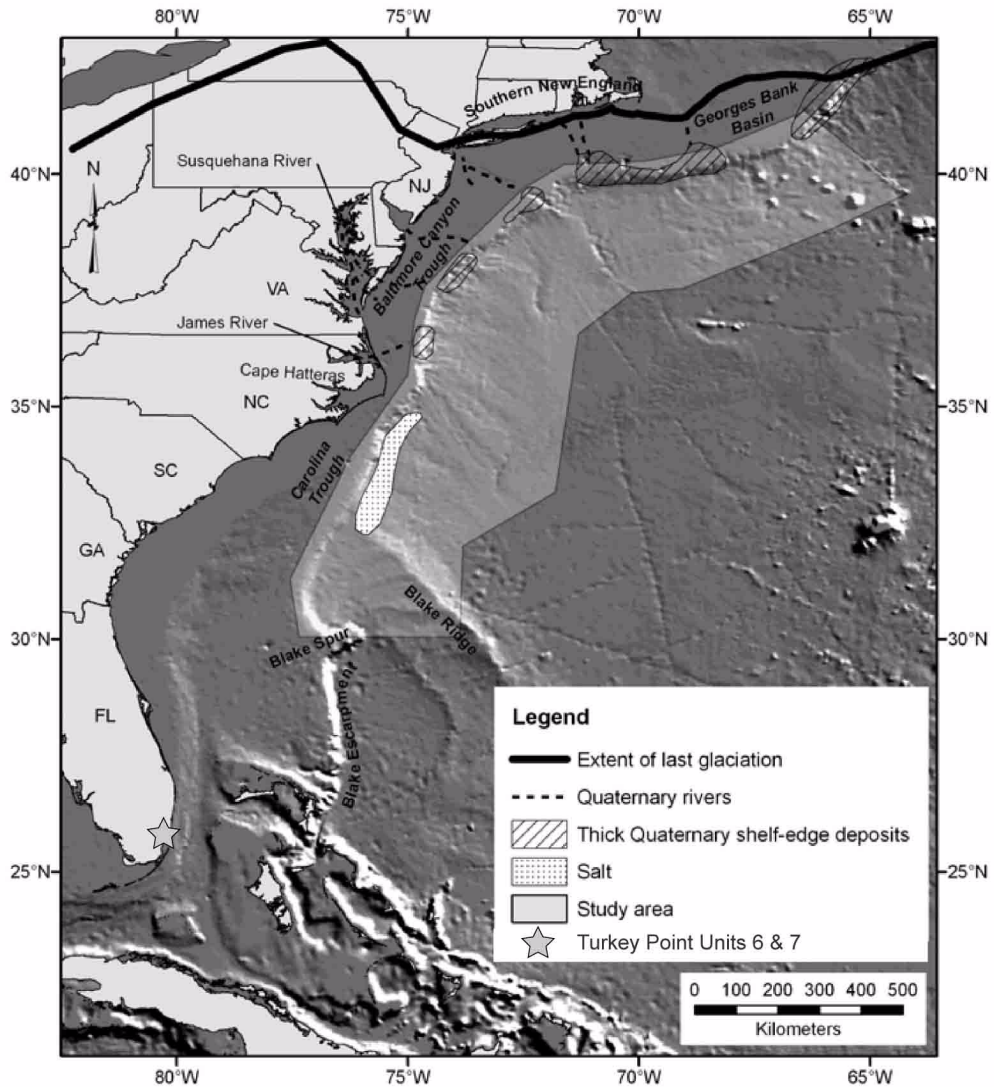 80°W 75°W 70°W 65°W
Southern New England
Georges Bank
Basin
Susquehana River
N
40°N 40°N
NJ
Baltimore Canyon
Trough
VA
James River
Cape Hatteras
35°N 35°N
NC
Carolina
Trough
SC
GA
Blake Ridge
30°N 30°N
Blake Spur
Blake Escarpment
FL
Legend
Extent of last glaciation
Quaternary rivers
Thick Quaternary shelf-edge deposits
25°N 25°N
Salt
Study area
Turkey Point Units 6 & 7
0 100 200 300 400 500
Kilometers
80°W 75°W 70°W 65°W